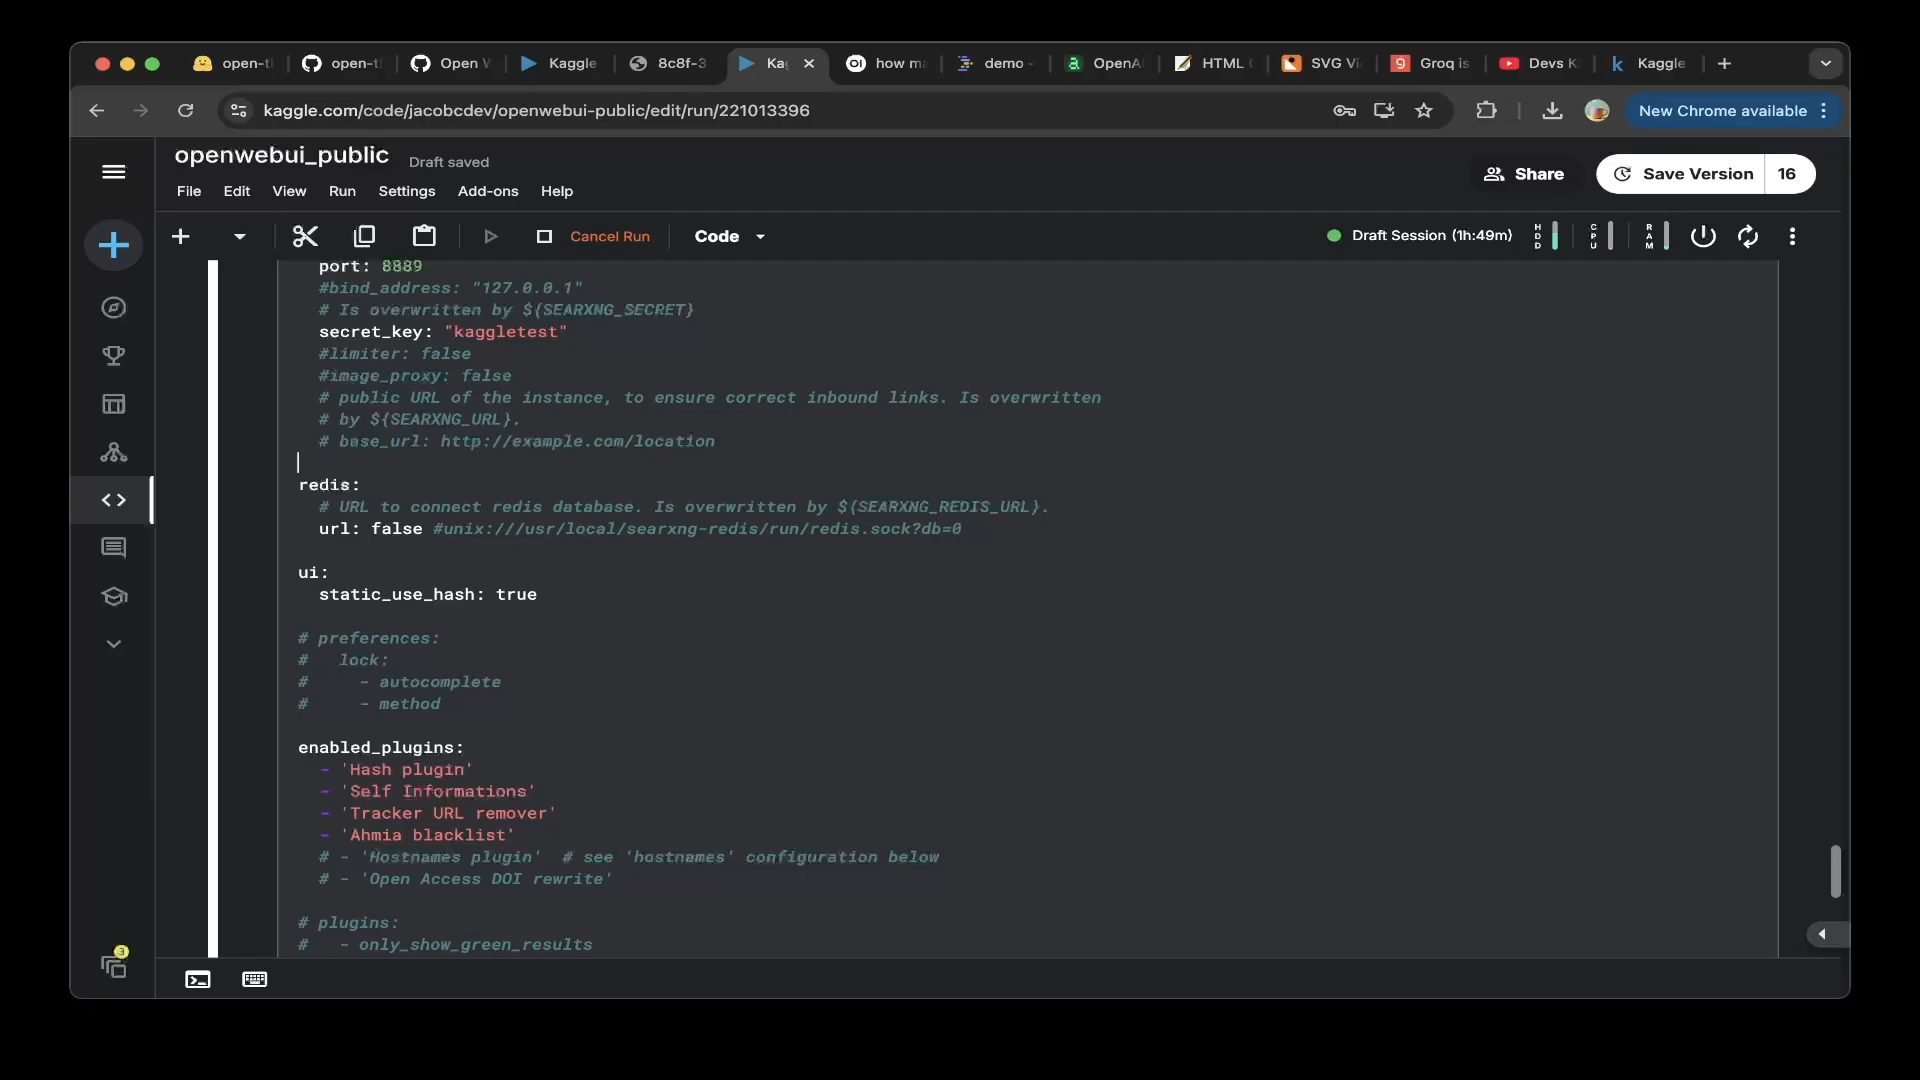 open-t
open-t
Open W
Kaggle
8c8f-3
Ka
how m
demo
OpenA
HTML
SVG Vi
Groq is
Devs K
Kaggle
kaggle.com/code/jacobcdev/openwebui-public/edit/run/221013396
New Chrome available
openwebui_public
Draft saved
Share
Save Version
16
File
Edit
View
Run
Settings
Add-ons
Help
Cancel Run
Code
Draft Session (1h:49m)
HDD
CPU
RAM
port: 8889
#bind_address: "127.0.0.1"
# Is overwritten by ${SEARXNG_SECRET}
secret_key: "kaggletest"
#limiter: false
#image_proxy: false
# public URL of the instance, to ensure correct inbound links. Is overwritten
# by ${SEARXNG_URL}.
# base_url: http://example.com/location
redis:
# URL to connect redis database. Is overwritten by ${SEARXNG_REDIS_URL}.
url: false #unix:///usr/local/searxng-redis/run/redis.sock?db=0
ui:
static_use_hash: true
# preferences:
#   lock:
#     - autocomplete
#     - method
enabled_plugins:
- 'Hash plugin'
- 'Self Informations'
- 'Tracker URL remover'
- 'Ahmia blacklist'
# - 'Hostnames plugin'  # see 'hostnames' configuration below
# - 'Open Access DOI rewrite'
# plugins:
#   - only_show_green_results
3